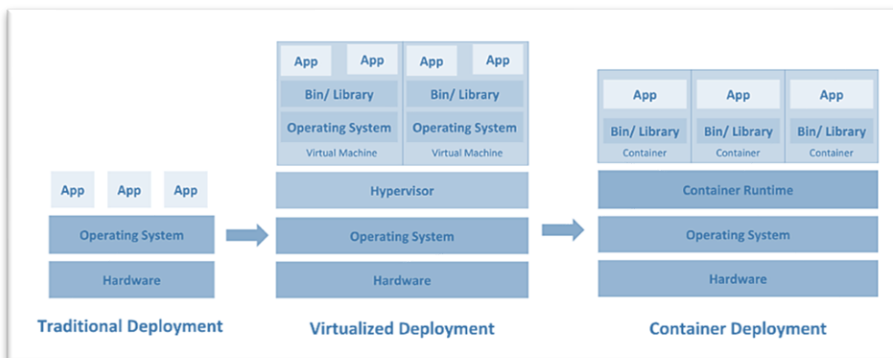 App App App
Operating System
Hardware
Traditional Deployment
App App App App
Bin/ Library Bin/ Library
Operating System Operating System
Virtual Machine Virtual Machine
Hypervisor
Operating System
Hardware
Virtualized Deployment
App App App
Bin/ Library Bin/ Library Bin/ Library
Container Container Container
Container Runtime
Operating System
Hardware
Container Deployment